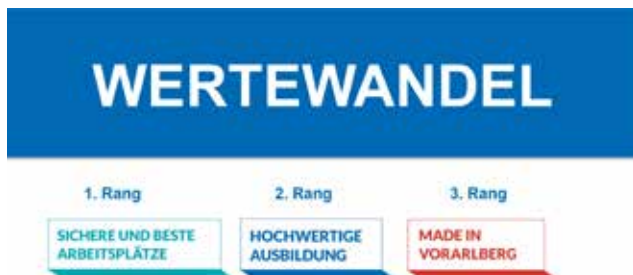 WERTEWANDEL
1. Rang
2. Rang
3. Rang
SICHERE UND BESTE
ARBEITSPLÄTZE
HOCHWERTIGE
AUSBILDUNG
MADE IN
VORARLBERG